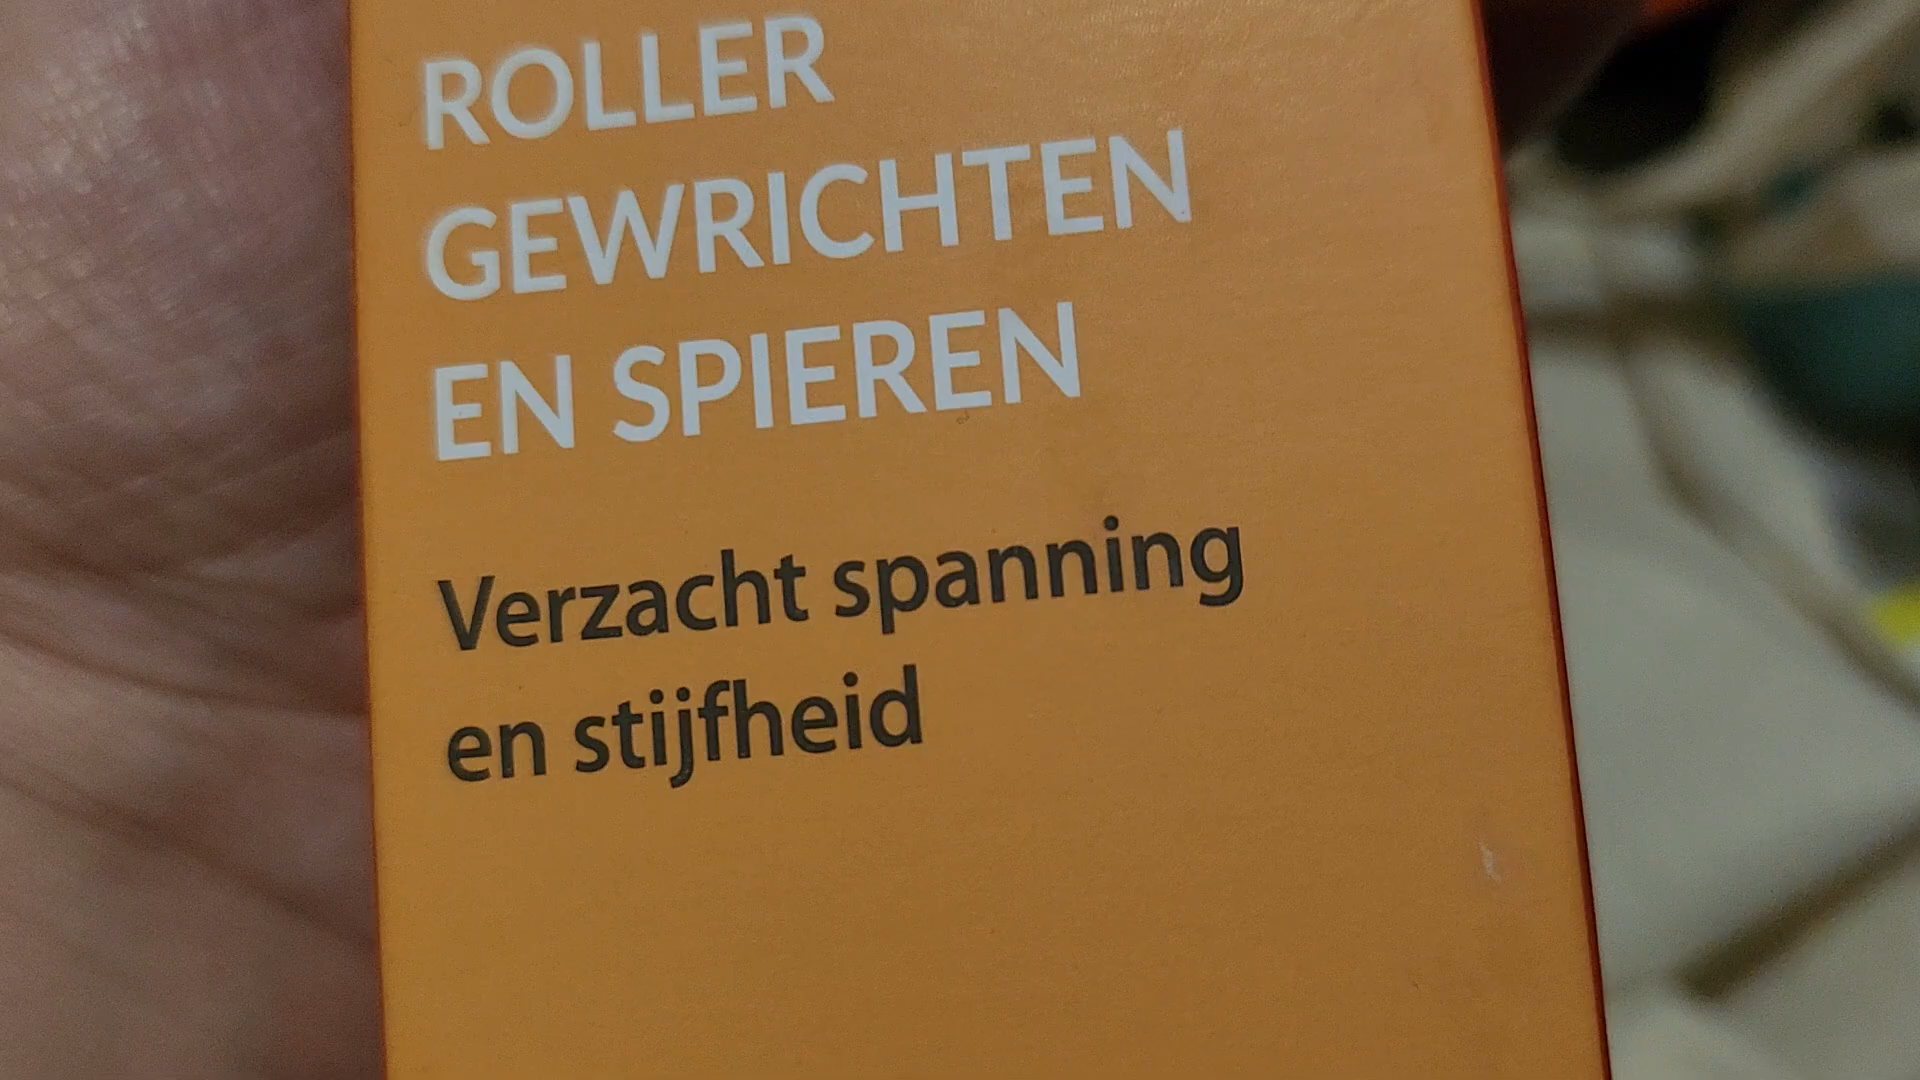 ROLLER
GEWRICHTEN
EN SPIEREN
Verzacht spanning
en stijfheid